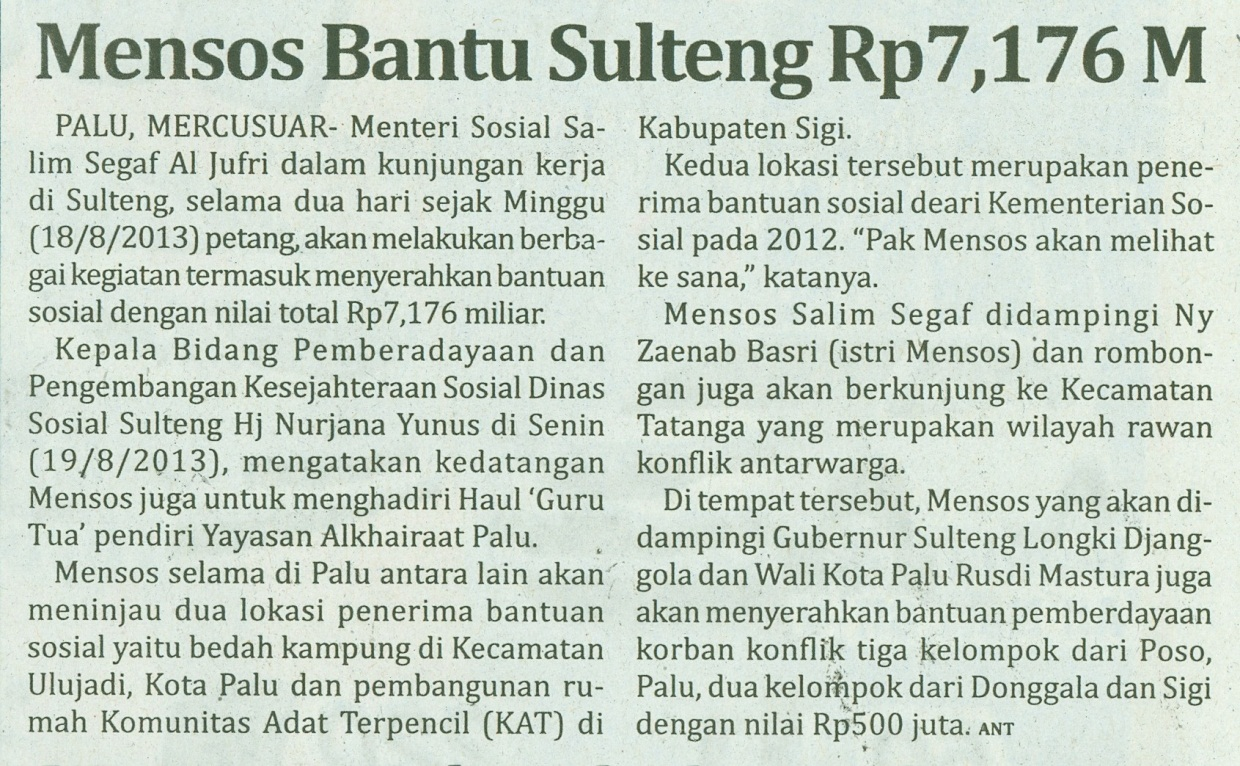 Mensos Bantu Sulteng Rp7,176 M
PALU, MERCUSUAR- Menteri Sosial Sa-
lim Segaf Al Jufri dalam kunjungan kerja
di Sulteng, selama dua hari sejak Minggu
(18/8/2013) petang, akan melakukan berba-
gai kegiatan termasuk menyerahkan bantuan
sosial dengan nilai total Rp7,176 miliar.
Kepala Bidang Pemberadayaan dan
Pengembangan Kesejahteraan Sosial Dinas
Sosial Sulteng Hj Nurjana Yunus di Senin
(19/8/2013), mengatakan kedatangan
Mensos juga untuk menghadiri Haul ‘Guru
Tua’ pendiri Yayasan Alkhairaat Palu.
Mensos selama di Palu antara lain akan
meninjau dua lokasi penerima bantuan
sosial yaitu bedah kampung di Kecamatan
Ulujadi, Kota Palu dan pembangunan ru-
mah Komunitas Adat Terpencil (KAT) di
Kabupaten Sigi.
Kedua lokasi tersebut merupakan pene-
rima bantuan sosial deari Kementerian So-
sial pada 2012. “Pak Mensos akan melihat
ke sana,” katanya.
Mensos Salim Segaf didampingi Ny
Zaenab Basri (istri Mensos) dan rombon-
gan juga akan berkunjung ke Kecamatan
Tatanga yang merupakan wilayah rawan
konflik antarwarga.
Di tempat tersebut, Mensos yang akan di-
dampingi Gubernur Sulteng Longki Djang-
gola dan Wali Kota Palu Rusdi Mastura juga
akan menyerahkan bantuan pemberdayaan
korban konflik tiga kelompok dari Poso,
Palu, dua kelompok dari Donggala dan Sigi
dengan nilai Rp500 juta. ANT